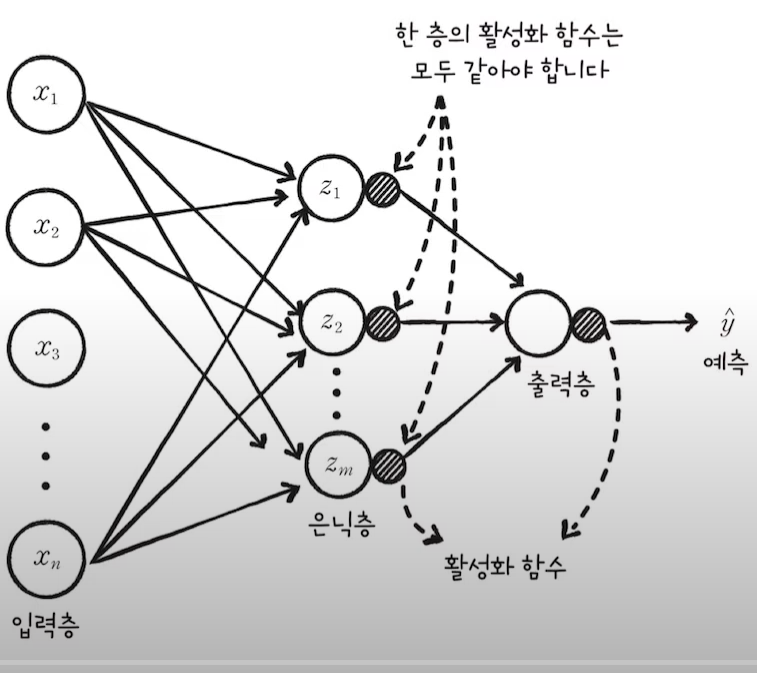 한 층의 활성화 함수는
모두 같아야 합니다
x₁
z₁
x₂
z₂
ŷ
x₃
예측
출력층
zₘ
은닉층
xₙ
활성화 함수
입력층